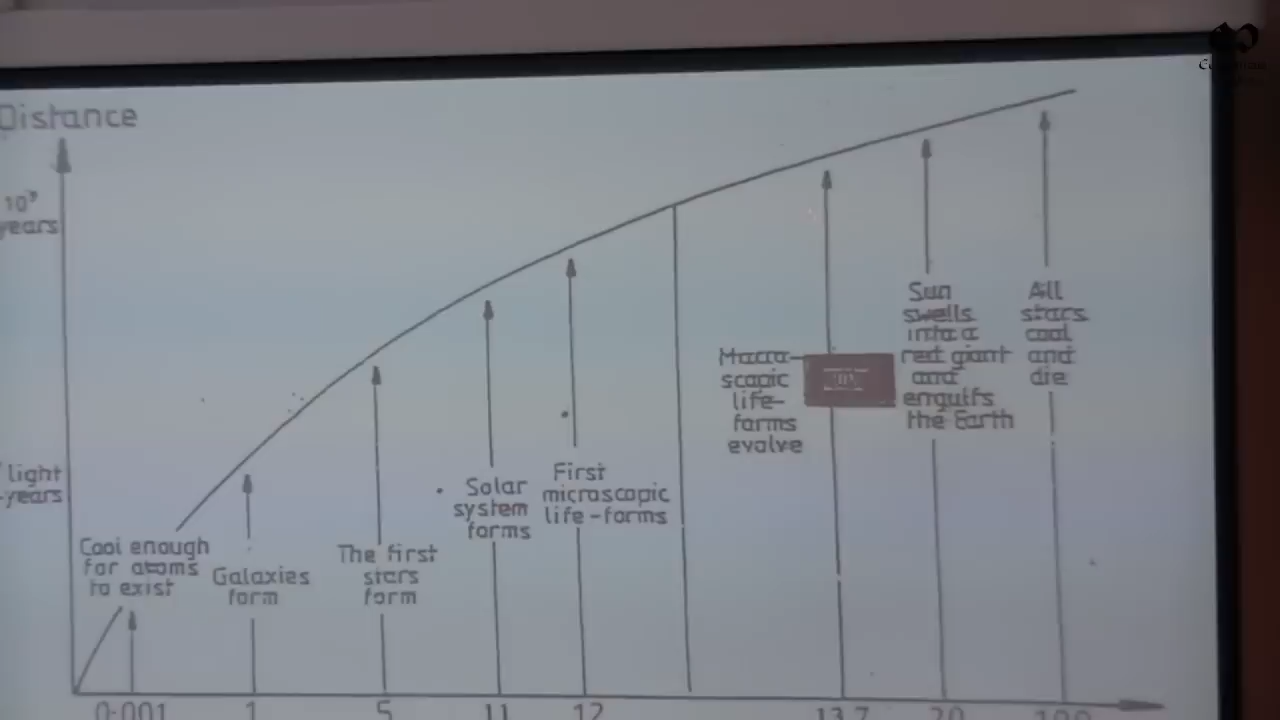 Distance
years
light
-years
Cool enough
for atoms
to exist
Galaxies
form
The first
stars
form
Solar
system
forms
First
microscopic
life-forms
Macro-
scopic
life-
forms
evolve
Sun
swells
into a
red giant
and
engulfs
the Earth
All
stars
cool
and
die
0·001 1 5 11 12 13.7 20 100